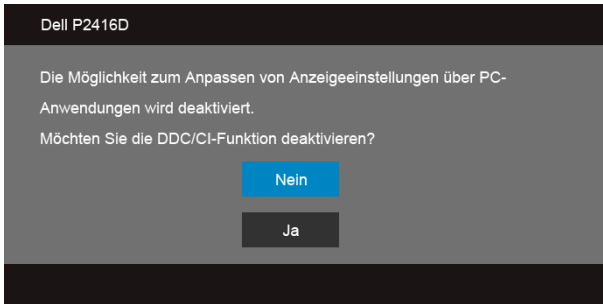 Dell P2416D
Die Möglichkeit zum Anpassen von Anzeigeeinstellungen über PC-
Anwendungen wird deaktiviert.
Möchten Sie die DDC/CI-Funktion deaktivieren?
Nein
Ja